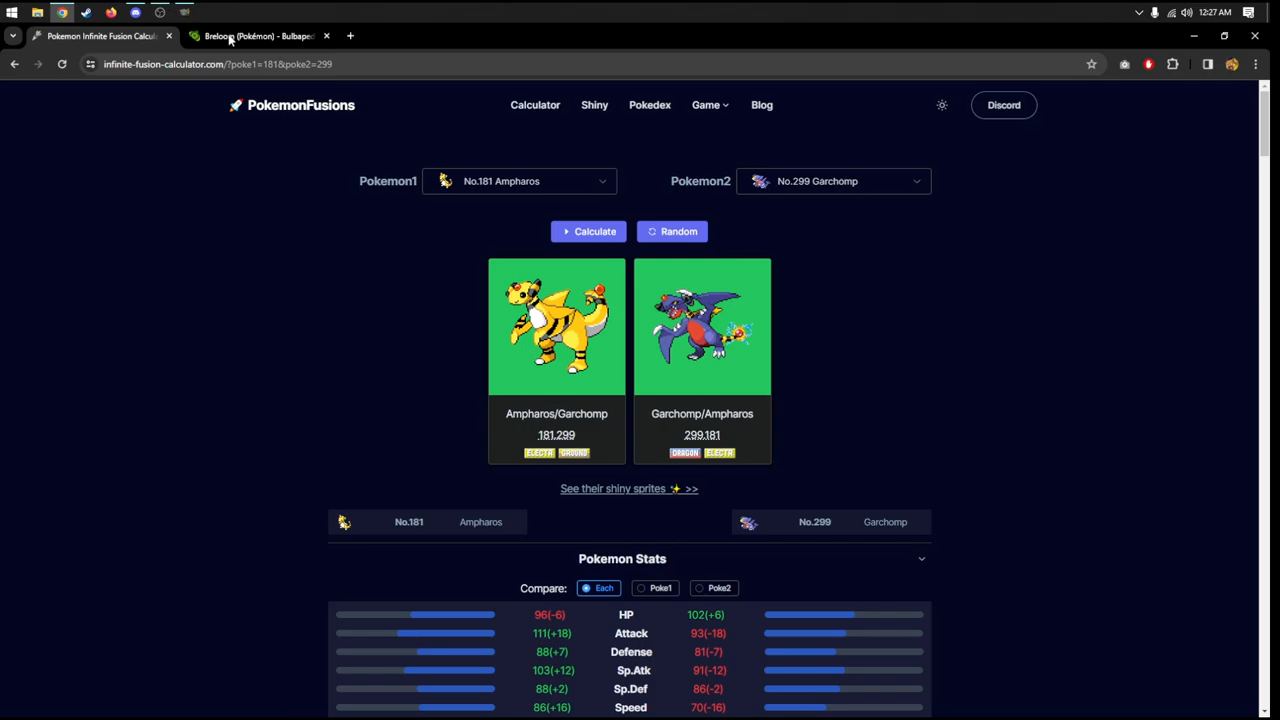 12:27 AM
Pokemon Infinite Fusion Calcula
Breloom (Pokémon) - Bulbaped
infinite-fusion-calculator.com/?poke1=181&poke2=299
PokemonFusions
Calculator Shiny Pokedex Game Blog
Discord
Pokemon1 No.181 Ampharos Pokemon2 No.299 Garchomp
Calculate Random
Ampharos/Garchomp Garchomp/Ampharos
181.299 299.181
ELECTR GROUND DRAGON ELECTR
See their shiny sprites ✨ >>
No.181 Ampharos No.299 Garchomp
Pokemon Stats
Compare: Each Poke1 Poke2
96(-6) HP 102(+6)
111(+18) Attack 93(-18)
88(+7) Defense 81(-7)
103(+12) Sp.Atk 91(-12)
88(+2) Sp.Def 86(-2)
86(+16) Speed 70(-16)